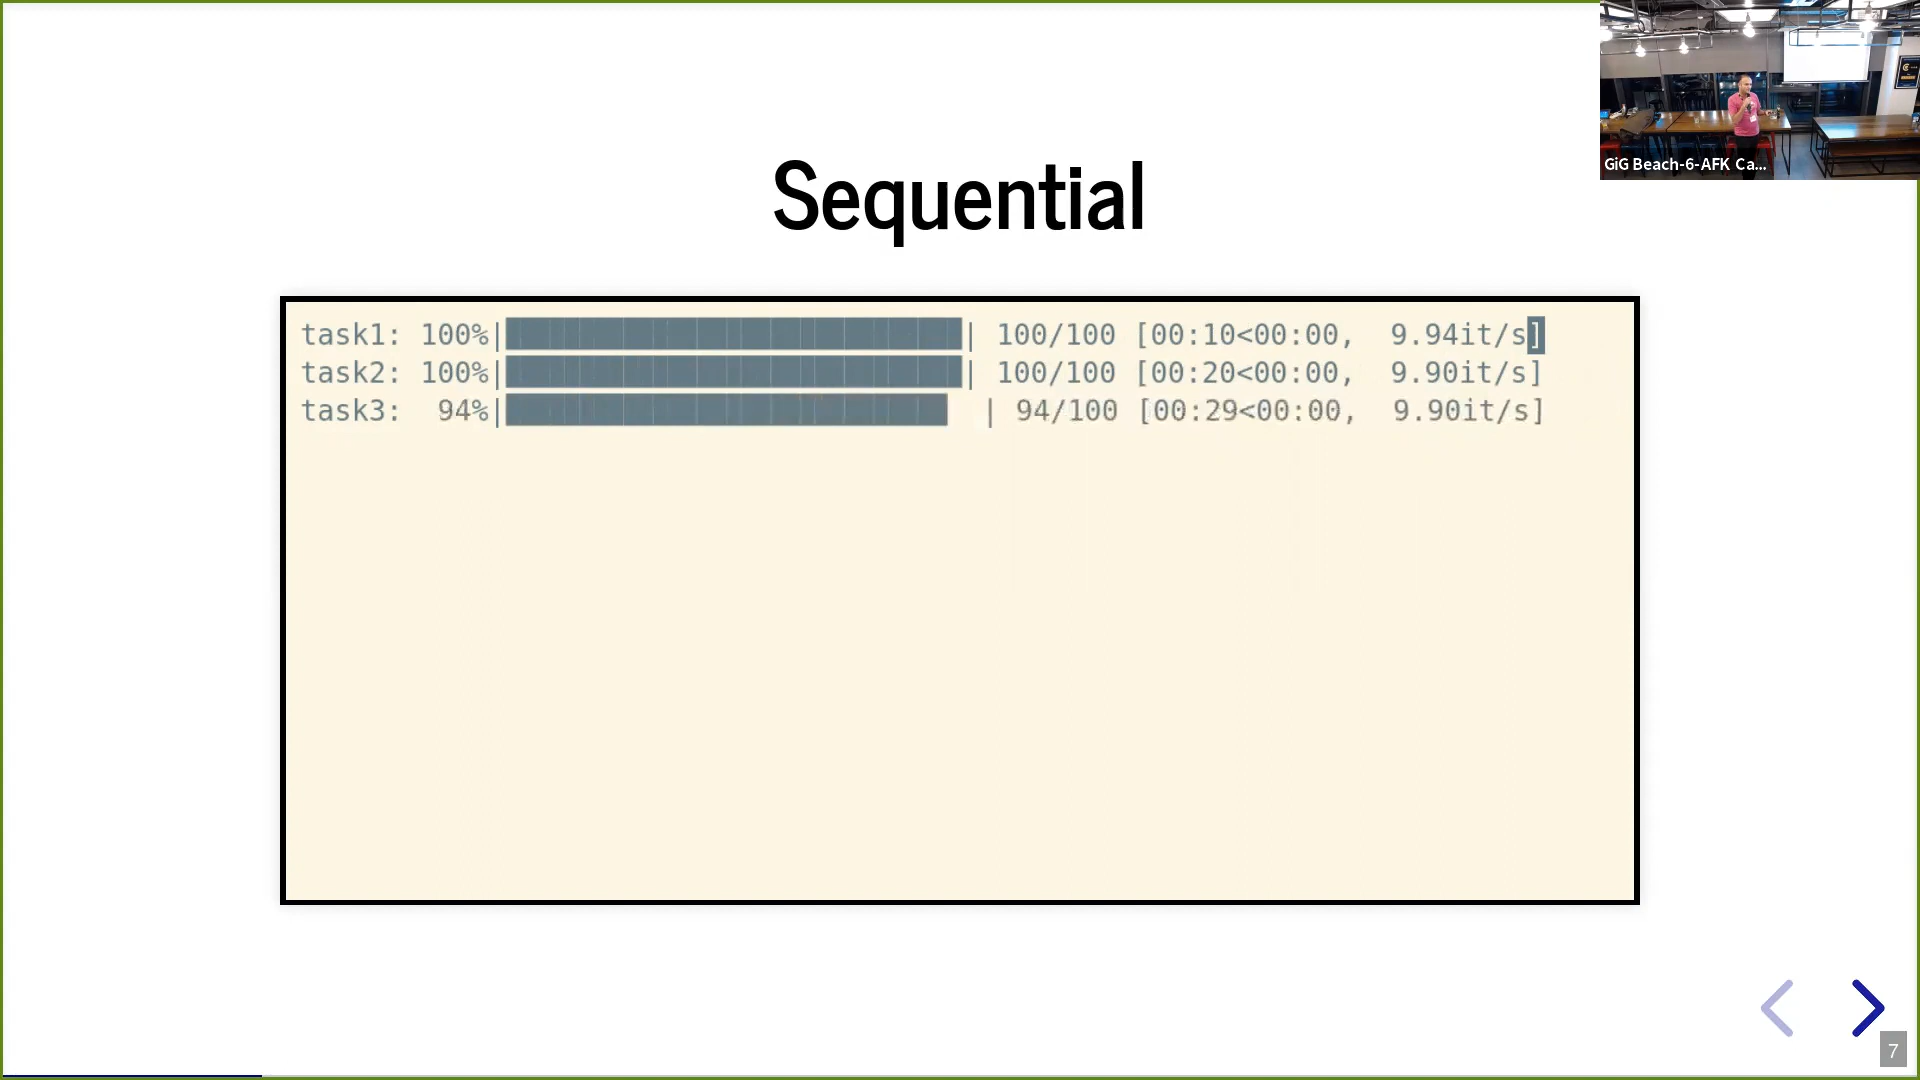 GiG Beach-6-AFK Ca...
Sequential
task1: 100%| | 100/100 [00:10<00:00, 9.94it/s]
task2: 100%| | 100/100 [00:20<00:00, 9.90it/s]
task3: 94%| | 94/100 [00:29<00:00, 9.90it/s]
7